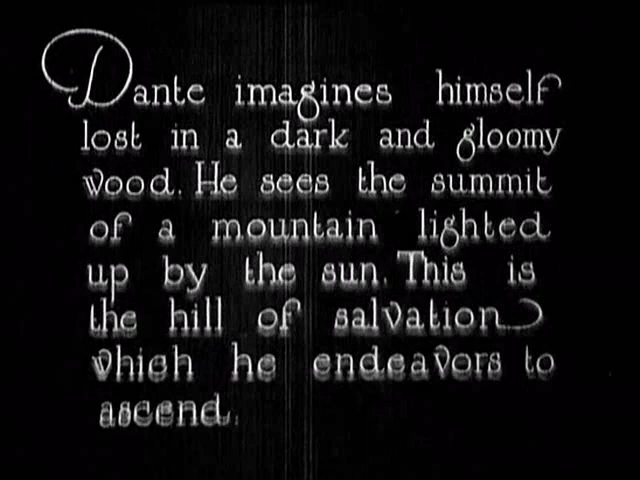 Dante imagines himself
lost in a dark and gloomy
wood. He sees the summit
of a mountain lighted
up by the sun. This is
the hill of salvation
which he endeavors to
ascend.